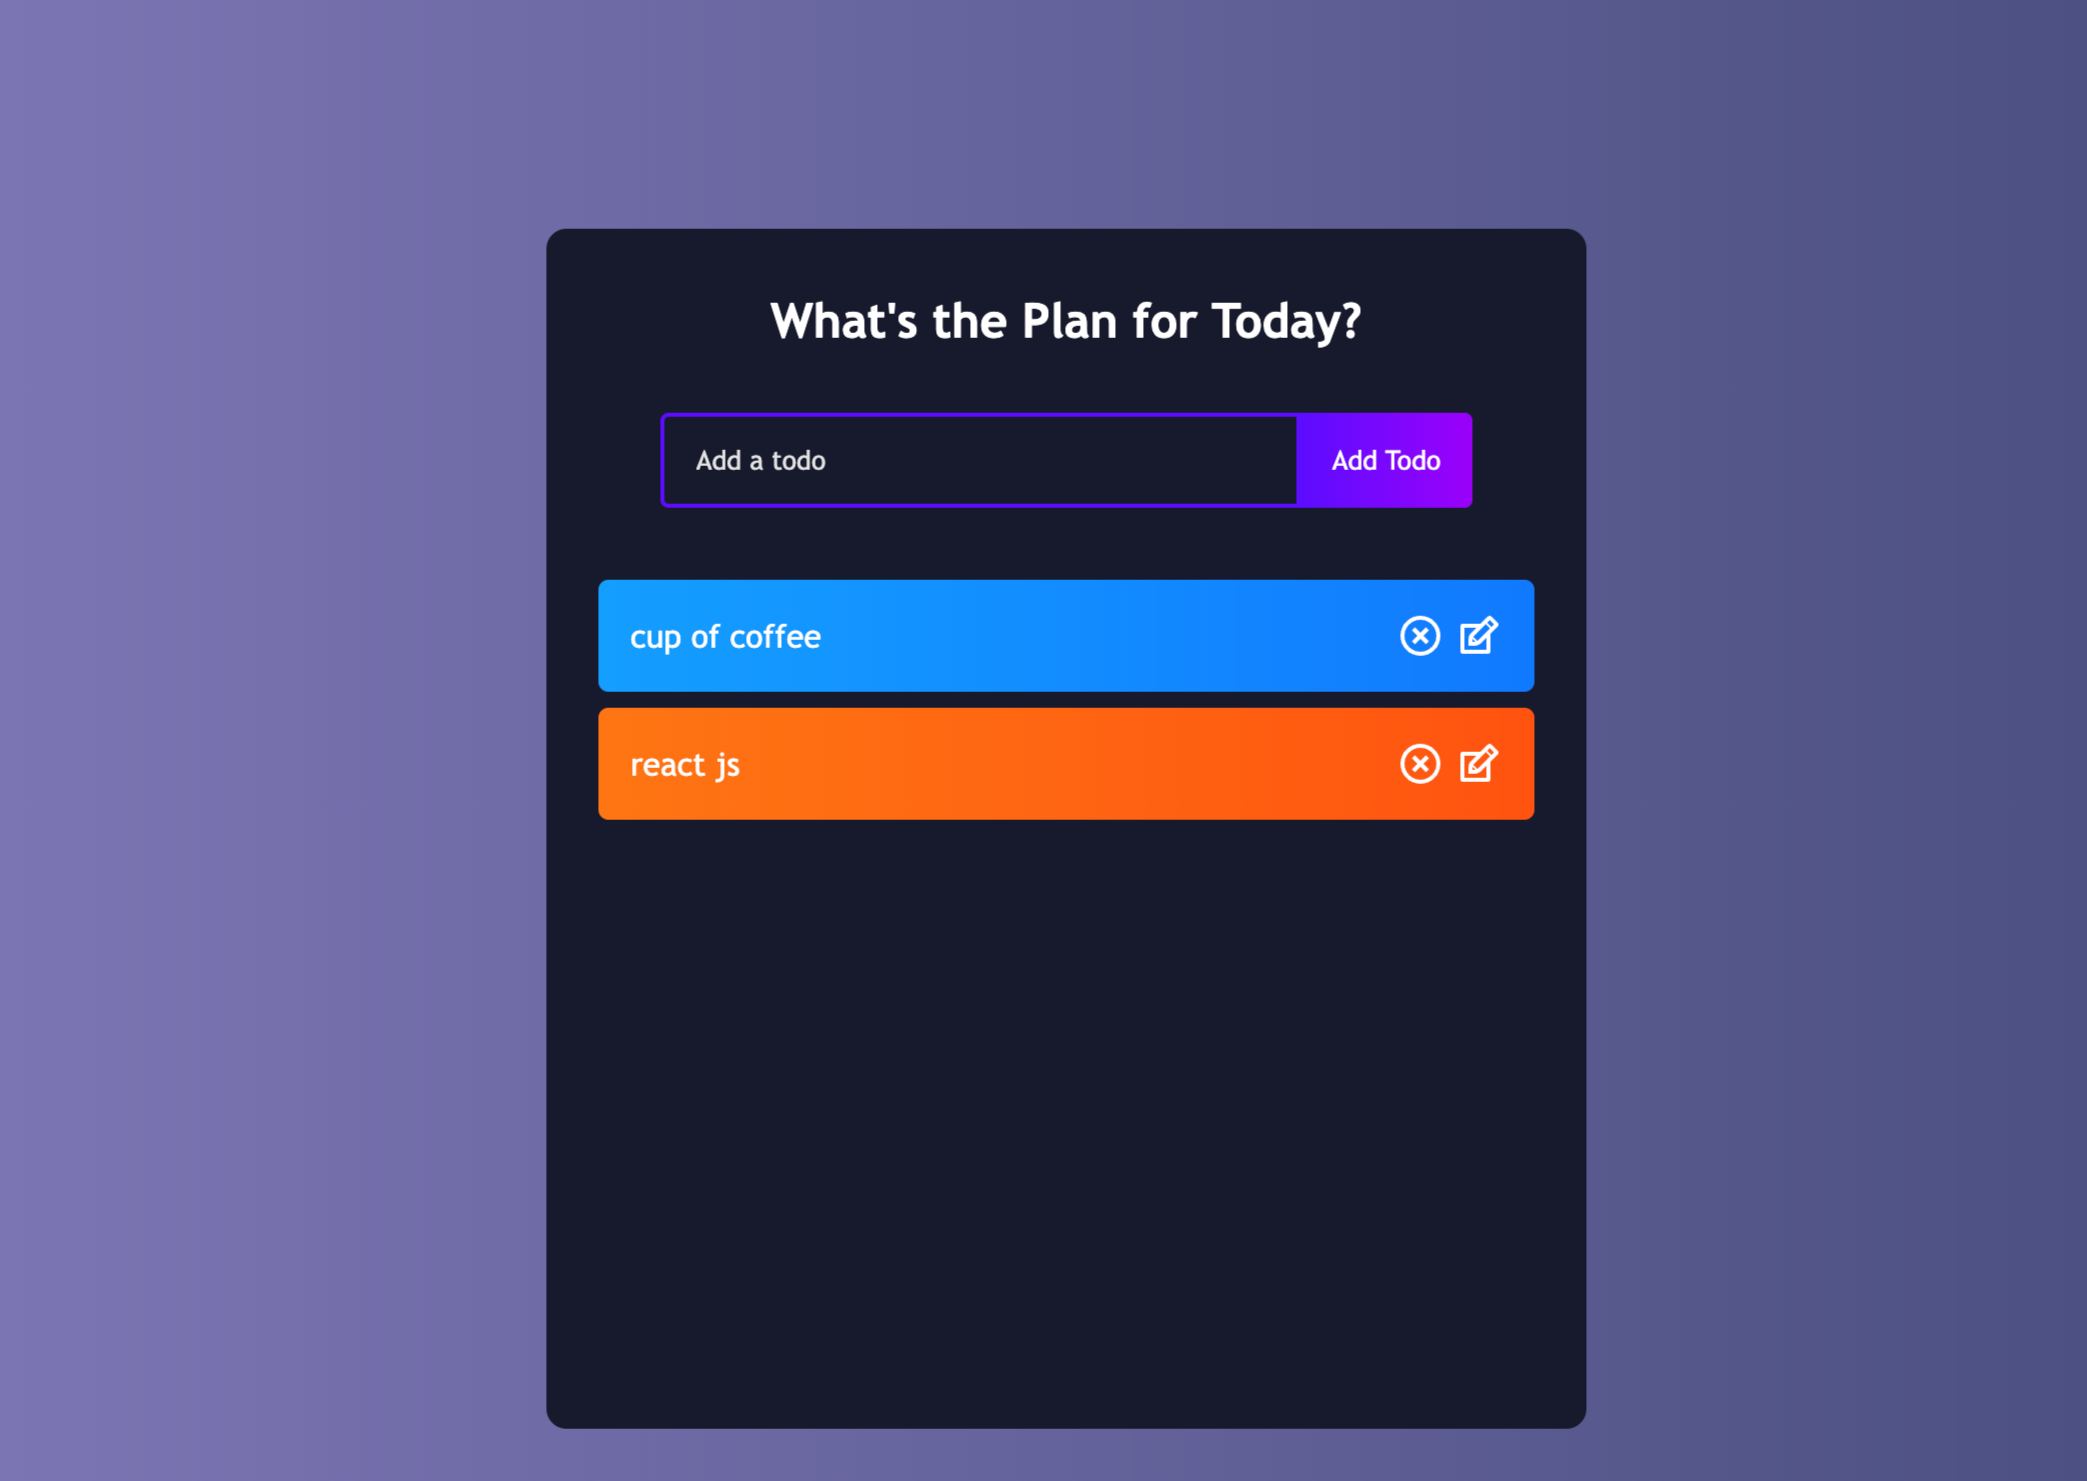 What's the Plan for Today?
Add a todo
Add Todo
cup of coffee
react js